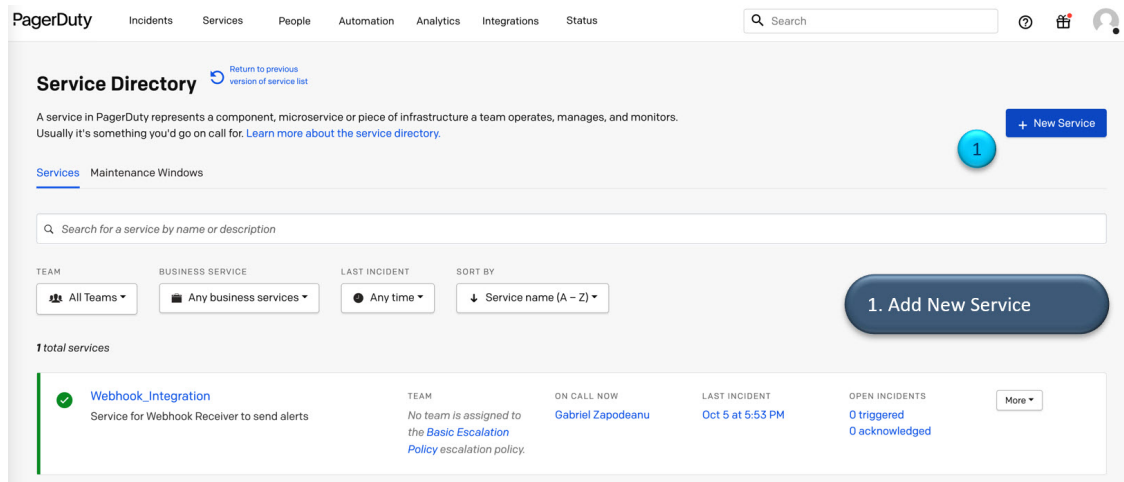 PagerDuty Incidents Services People Automation Analytics Integrations Status Search
Service Directory Return to previous
version of service list
A service in PagerDuty represents a component, microservice or piece of infrastructure a team operates, manages, and monitors.
Usually it's something you'd go on call for. Learn more about the service directory.
+ New Service
1
Services Maintenance Windows
Search for a service by name or description
TEAM BUSINESS SERVICE LAST INCIDENT SORT BY
All Teams Any business services Any time Service name (A – Z)
1. Add New Service
1 total services
Webhook_Integration TEAM ON CALL NOW LAST INCIDENT OPEN INCIDENTS More
Service for Webhook Receiver to send alerts No team is assigned to Gabriel Zapodeanu Oct 5 at 5:53 PM 0 triggered
the Basic Escalation 0 acknowledged
Policy escalation policy.